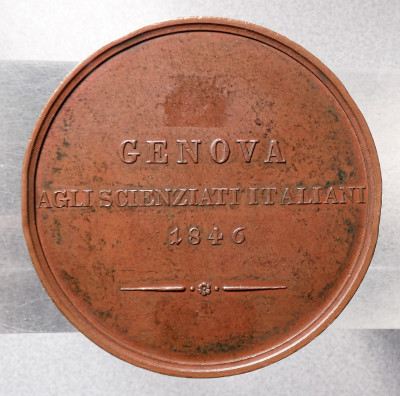 GENOVA
AGLI SCIENZIATI ITALIANI
1846